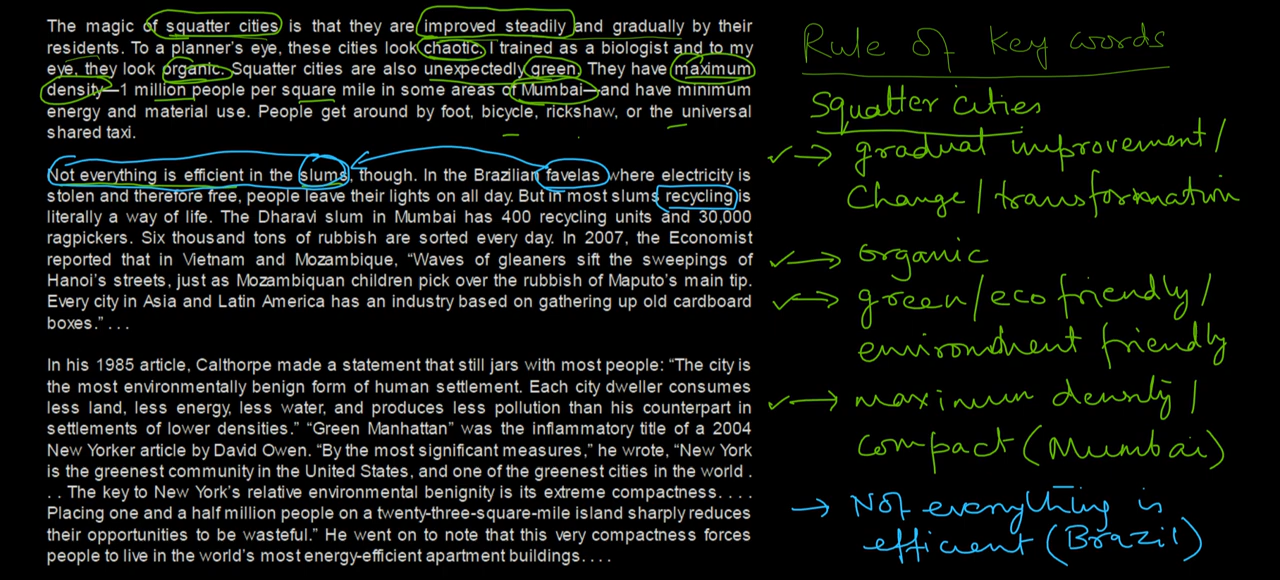 The magic of squatter cities is that they are improved steadily and gradually by their
residents. To a planner's eye, these cities look chaotic. I trained as a biologist and to my
eye, they look organic. Squatter cities are also unexpectedly green. They have maximum
density—1 million people per square mile in some areas of Mumbai—and have minimum
energy and material use. People get around by foot, bicycle, rickshaw, or the universal
shared taxi.
Not everything is efficient in the slums, though. In the Brazilian favelas where electricity is
stolen and therefore free, people leave their lights on all day. But in most slums recycling is
literally a way of life. The Dharavi slum in Mumbai has 400 recycling units and 30,000
ragpickers. Six thousand tons of rubbish are sorted every day. In 2007, the Economist
reported that in Vietnam and Mozambique, “Waves of gleaners sift the sweepings of
Hanoi's streets, just as Mozambiquan children pick over the rubbish of Maputo's main tip.
Every city in Asia and Latin America has an industry based on gathering up old cardboard
boxes.” . . .
In his 1985 article, Calthorpe made a statement that still jars with most people: “The city is
the most environmentally benign form of human settlement. Each city dweller consumes
less land, less energy, less water, and produces less pollution than his counterpart in
settlements of lower densities.” “Green Manhattan” was the inflammatory title of a 2004
New Yorker article by David Owen. “By the most significant measures,” he wrote, “New York
is the greenest community in the United States, and one of the greenest cities in the world .
. . The key to New York's relative environmental benignity is its extreme compactness. . . .
Placing one and a half million people on a twenty-three-square-mile island sharply reduces
their opportunities to be wasteful.” He went on to note that this very compactness forces
people to live in the world's most energy-efficient apartment buildings. . . .
Rule of key words
Squatter cities
✓ → gradual improvement /
Change / transformation
✓ → organic
✓ → green / eco friendly /
environment friendly
✓ → maximum density /
compact (Mumbai)
→ Not everything is
efficient (Brazil)